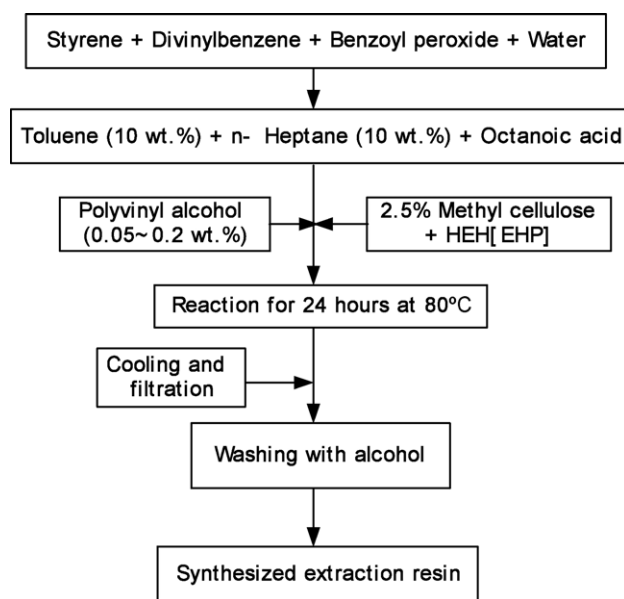 Styrene + Divinylbenzene + Benzoyl peroxide + Water
Toluene (10 wt.%) + n- Heptane (10 wt.%) + Octanoic acid
Polyvinyl alcohol
(0.05~ 0.2 wt.%)
2.5% Methyl cellulose
+ HEH[ EHP]
Reaction for 24 hours at 80ºC
Cooling and
filtration
Washing with alcohol
Synthesized extraction resin